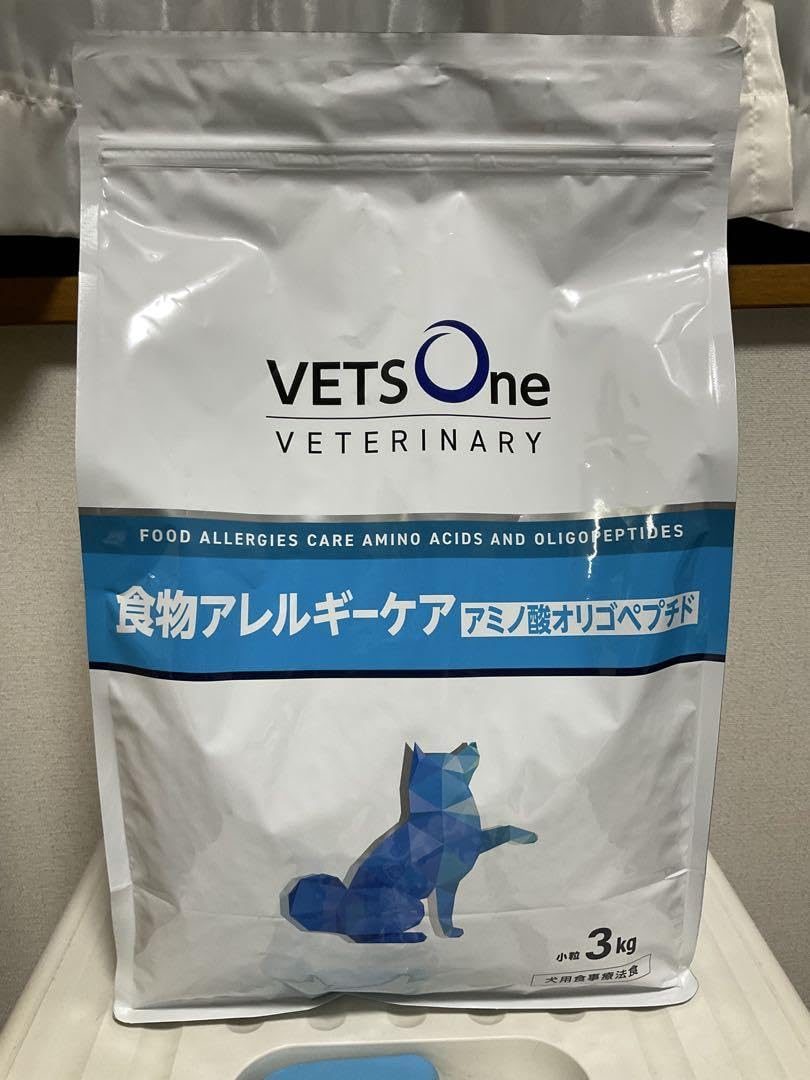 VETS One
VETERINARY
FOOD ALLERGIES CARE AMINO ACIDS AND OLIGOPEPTIDES
食物アレルギーケア アミノ酸オリゴペプチド
小粒 3kg
犬用食事療法食